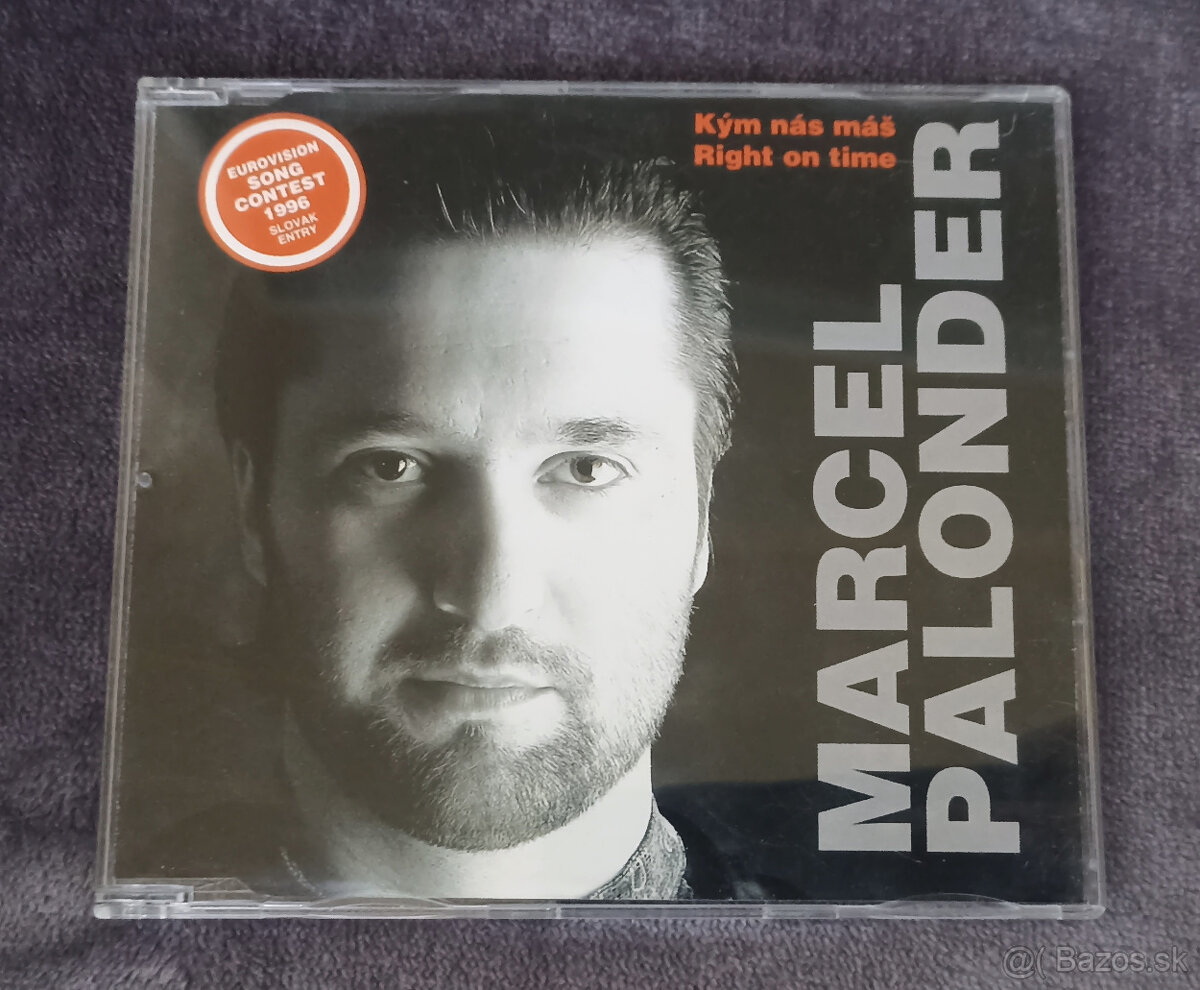 EUROVISION
SONG
CONTEST
1996
SLOVAK
ENTRY
Kým nás máš
Right on time
MARCEL
PALONDER
@( Bazos.sk